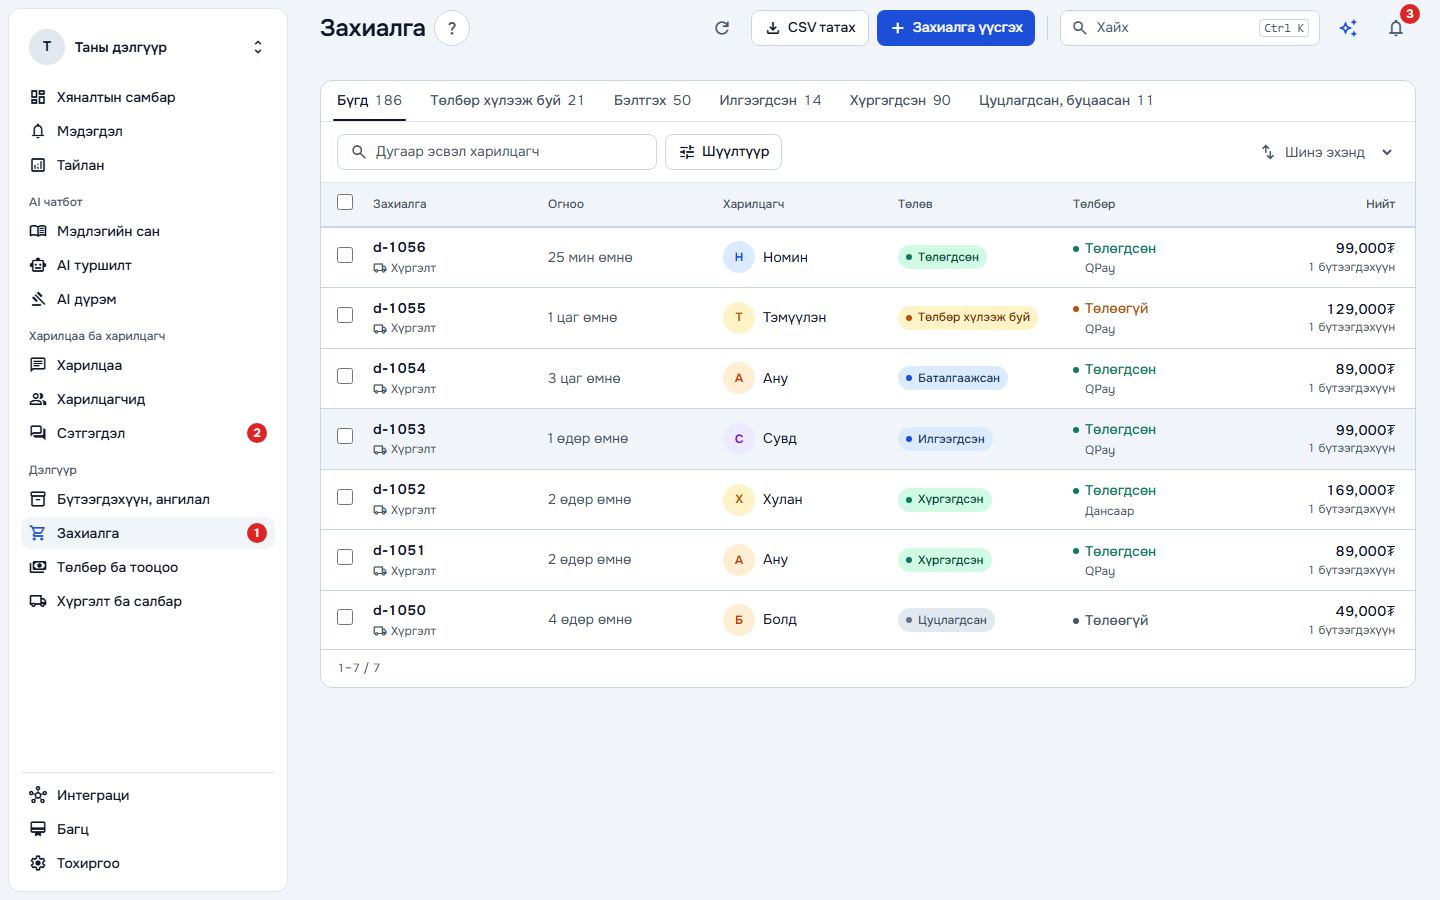 Т Таны дэлгүүр
Хяналтын самбар
Мэдэгдэл
Тайлан
AI чатбот
Мэдлэгийн сан
AI туршилт
AI дүрэм
Харилцаа ба харилцагч
Харилцаа
Харилцагчид
Сэтгэгдэл 2
Дэлгүүр
Бүтээгдэхүүн, ангилал
Захиалга 1
Төлбөр ба тооцоо
Хүргэлт ба салбар
Интеграци
Багц
Тохиргоо
Захиалга ? CSV татах + Захиалга үүсгэх Хайх Ctrl K 3
Бүгд 186 Төлбөр хүлээж буй 21 Бэлтгэх 50 Илгээгдсэн 14 Хүргэгдсэн 90 Цуцлагдсан, буцаасан 11
Дугаар эсвэл харилцагч Шүүлтүүр Шинэ эхэнд
Захиалга Огноо Харилцагч Төлөв Төлбөр Нийт
d-1056 25 мин өмнө Н Номин Төлөгдсөн Төлөгдсөн 99,000₮
Хүргэлт QPay 1 бүтээгдэхүүн
d-1055 1 цаг өмнө Т Тэмүүлэн Төлбөр хүлээж буй Төлөөгүй 129,000₮
Хүргэлт QPay 1 бүтээгдэхүүн
d-1054 3 цаг өмнө А Ану Баталгаажсан Төлөгдсөн 89,000₮
Хүргэлт QPay 1 бүтээгдэхүүн
d-1053 1 өдөр өмнө С Сувд Илгээгдсэн Төлөгдсөн 99,000₮
Хүргэлт QPay 1 бүтээгдэхүүн
d-1052 2 өдөр өмнө Х Хулан Хүргэгдсэн Төлөгдсөн 169,000₮
Хүргэлт Дансаар 1 бүтээгдэхүүн
d-1051 2 өдөр өмнө А Ану Хүргэгдсэн Төлөгдсөн 89,000₮
Хүргэлт QPay 1 бүтээгдэхүүн
d-1050 4 өдөр өмнө Б Болд Цуцлагдсан Төлөөгүй 49,000₮
Хүргэлт 1 бүтээгдэхүүн
1–7 / 7